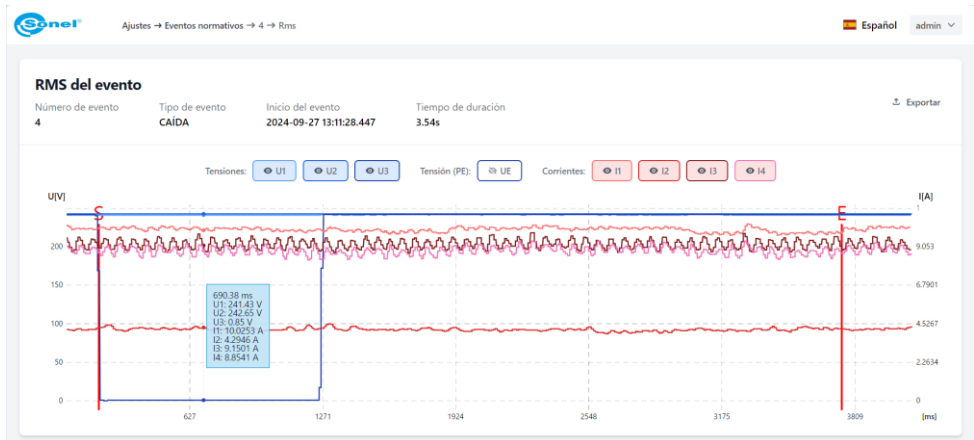 Sonel®
Ajustes → Eventos normativos → 4 → Rms
Español
admin
RMS del evento
Número de evento
4
Tipo de evento
CAÍDA
Inicio del evento
2024-09-27 13:11:28.447
Tiempo de duración
3.54s
Exportar
Tensiones: U1 U2 U3 Tensión (PE): UE Corrientes: I1 I2 I3 I4
U[V]
I[A]
S
E
1
200
9.053
150
6.7901
100
4.5267
50
2.2634
0
0
690.38 ms
U1: 241.43 V
U2: 242.65 V
U3: 0.85 V
I1: 10.0253 A
I2: 4.2946 A
I3: 9.1501 A
I4: 8.8541 A
627
1271
1924
2548
3175
3809
[ms]